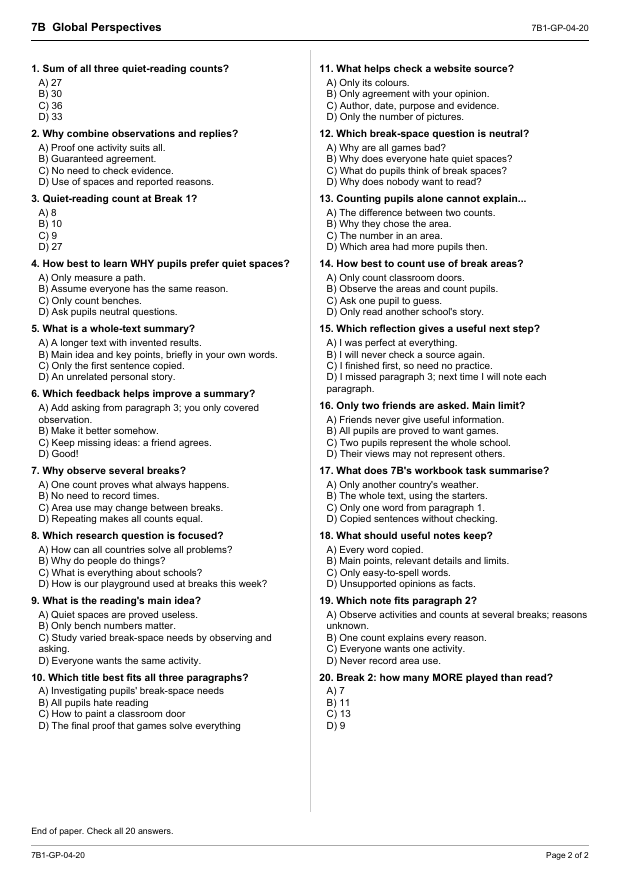 7B Global Perspectives
7B1-GP-04-20
1. Sum of all three quiet-reading counts?
A) 27
B) 30
C) 36
D) 33
2. Why combine observations and replies?
A) Proof one activity suits all.
B) Guaranteed agreement.
C) No need to check evidence.
D) Use of spaces and reported reasons.
3. Quiet-reading count at Break 1?
A) 8
B) 10
C) 9
D) 27
4. How best to learn WHY pupils prefer quiet spaces?
A) Only measure a path.
B) Assume everyone has the same reason.
C) Only count benches.
D) Ask pupils neutral questions.
5. What is a whole-text summary?
A) A longer text with invented results.
B) Main idea and key points, briefly in your own words.
C) Only the first sentence copied.
D) An unrelated personal story.
6. Which feedback helps improve a summary?
A) Add asking from paragraph 3; you only covered
observation.
B) Make it better somehow.
C) Keep missing ideas: a friend agrees.
D) Good!
7. Why observe several breaks?
A) One count proves what always happens.
B) No need to record times.
C) Area use may change between breaks.
D) Repeating makes all counts equal.
8. Which research question is focused?
A) How can all countries solve all problems?
B) Why do people do things?
C) What is everything about schools?
D) How is our playground used at breaks this week?
9. What is the reading's main idea?
A) Quiet spaces are proved useless.
B) Only bench numbers matter.
C) Study varied break-space needs by observing and
asking.
D) Everyone wants the same activity.
10. Which title best fits all three paragraphs?
A) Investigating pupils' break-space needs
B) All pupils hate reading
C) How to paint a classroom door
D) The final proof that games solve everything
11. What helps check a website source?
A) Only its colours.
B) Only agreement with your opinion.
C) Author, date, purpose and evidence.
D) Only the number of pictures.
12. Which break-space question is neutral?
A) Why are all games bad?
B) Why does everyone hate quiet spaces?
C) What do pupils think of break spaces?
D) Why does nobody want to read?
13. Counting pupils alone cannot explain...
A) The difference between two counts.
B) Why they chose the area.
C) The number in an area.
D) Which area had more pupils then.
14. How best to count use of break areas?
A) Only count classroom doors.
B) Observe the areas and count pupils.
C) Ask one pupil to guess.
D) Only read another school's story.
15. Which reflection gives a useful next step?
A) I was perfect at everything.
B) I will never check a source again.
C) I finished first, so need no practice.
D) I missed paragraph 3; next time I will note each
paragraph.
16. Only two friends are asked. Main limit?
A) Friends never give useful information.
B) All pupils are proved to want games.
C) Two pupils represent the whole school.
D) Their views may not represent others.
17. What does 7B's workbook task summarise?
A) Only another country's weather.
B) The whole text, using the starters.
C) Only one word from paragraph 1.
D) Copied sentences without checking.
18. What should useful notes keep?
A) Every word copied.
B) Main points, relevant details and limits.
C) Only easy-to-spell words.
D) Unsupported opinions as facts.
19. Which note fits paragraph 2?
A) Observe activities and counts at several breaks; reasons
unknown.
B) One count explains every reason.
C) Everyone wants one activity.
D) Never record area use.
20. Break 2: how many MORE played than read?
A) 7
B) 11
C) 13
D) 9
End of paper. Check all 20 answers.
7B1-GP-04-20
Page 2 of 2